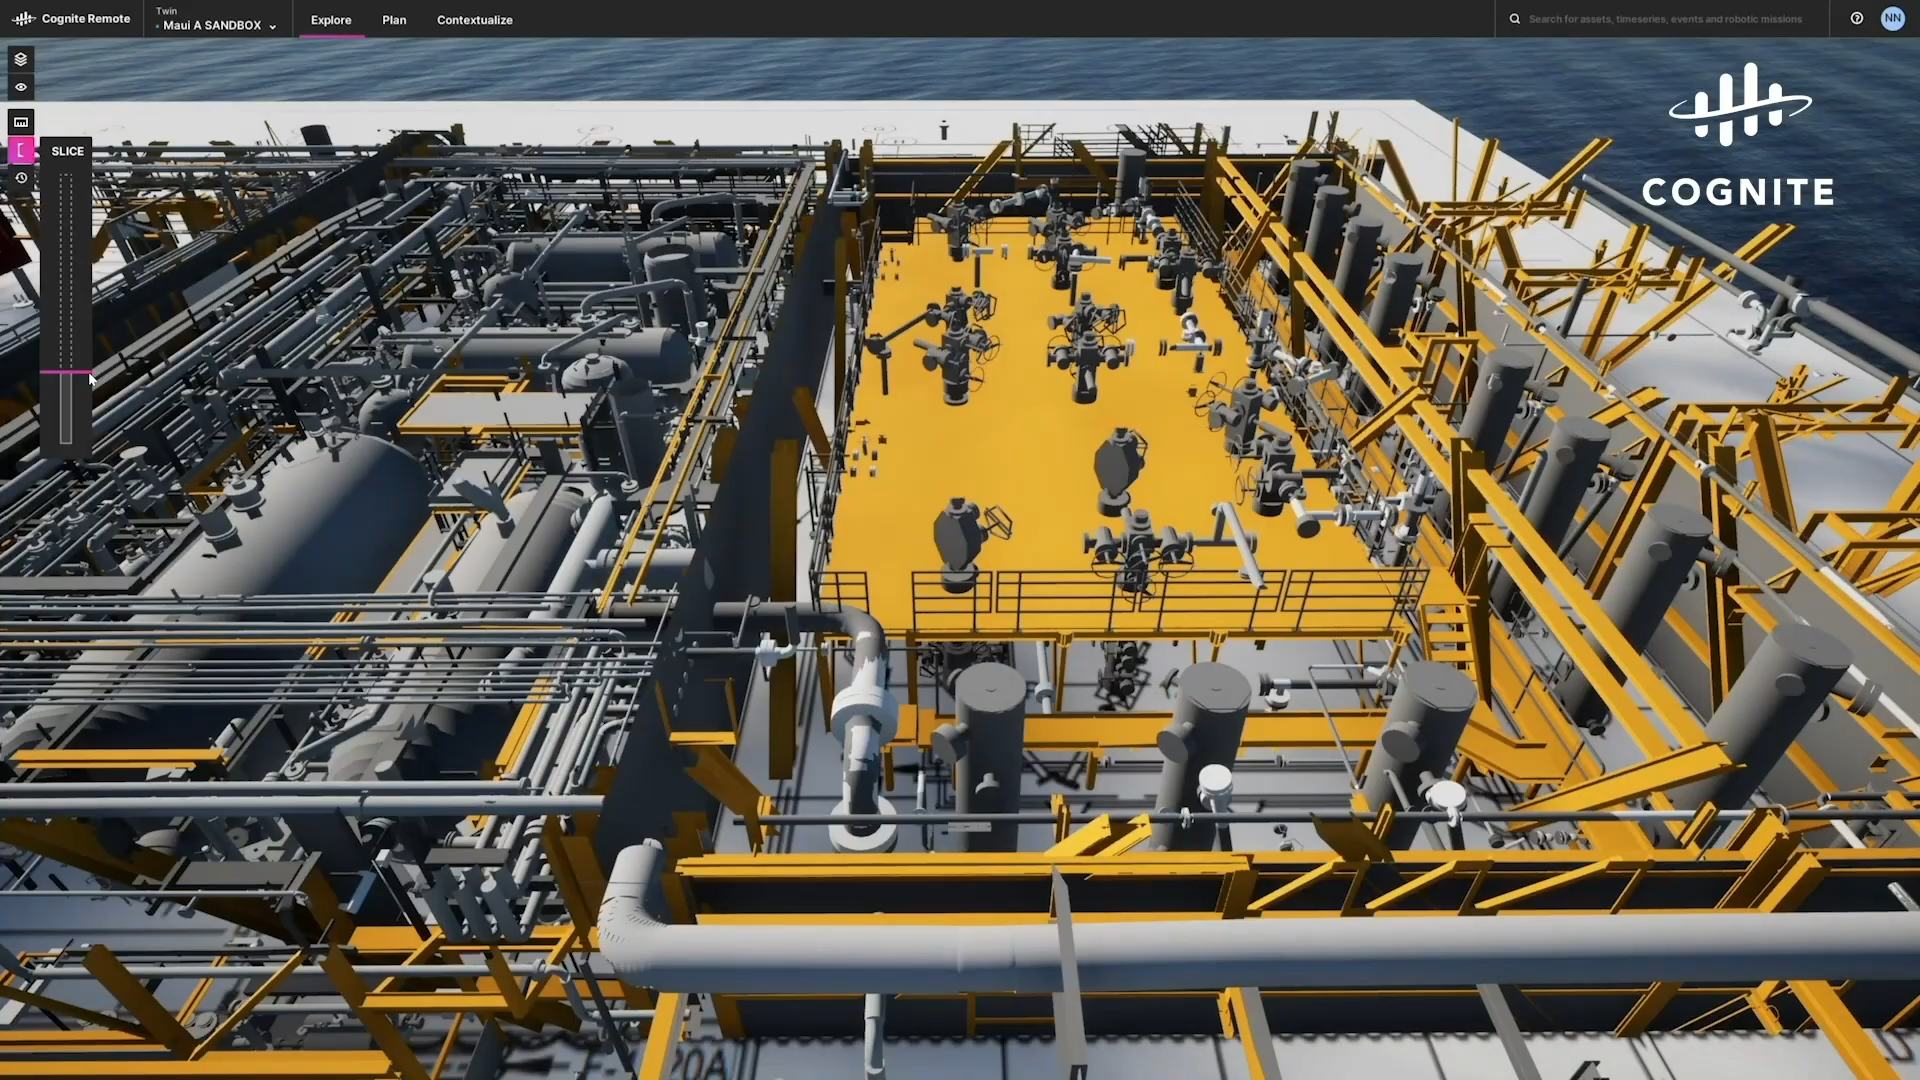 Cognite Remote
Twin
Maui A SANDBOX
Explore
Plan
Contextualize
Search for assets, timeseries, events and robotic missions
NN
SLICE
COGNITE
20A